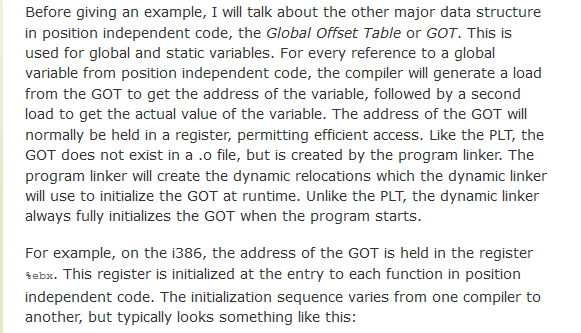 Before giving an example, I will talk about the other major data structure
in position independent code, the Global Offset Table or GOT. This is
used for global and static variables. For every reference to a global
variable from position independent code, the compiler will generate a load
from the GOT to get the address of the variable, followed by a second
load to get the actual value of the variable. The address of the GOT will
normally be held in a register, permitting efficient access. Like the PLT, the
GOT does not exist in a .o file, but is created by the program linker. The
program linker will create the dynamic relocations which the dynamic linker
will use to initialize the GOT at runtime. Unlike the PLT, the dynamic linker
always fully initializes the GOT when the program starts.
For example, on the i386, the address of the GOT is held in the register
%ebx. This register is initialized at the entry to each function in position
independent code. The initialization sequence varies from one compiler to
another, but typically looks something like this: